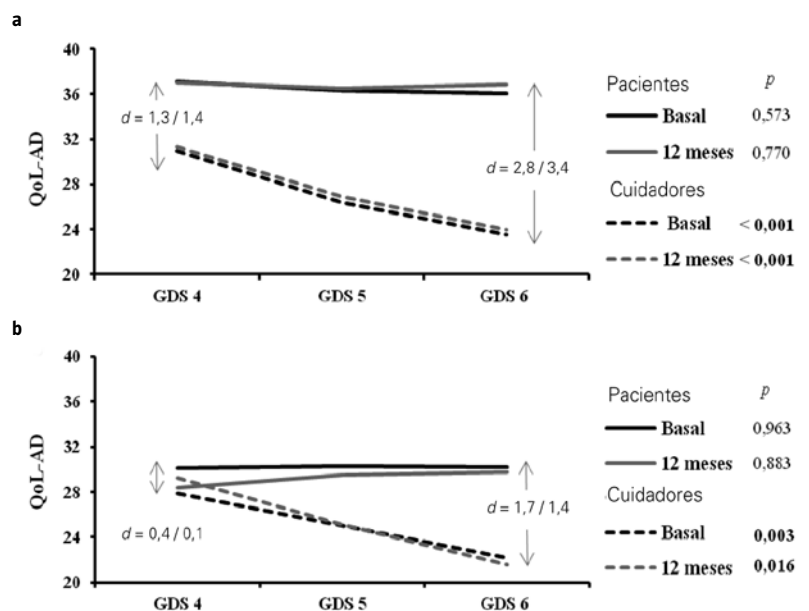 a
40
36
32
28
24
20
QoL-AD
d = 1,3 / 1,4
d = 2,8 / 3,4
GDS 4
GDS 5
GDS 6
Pacientes p
Basal 0,573
12 meses 0,770
Cuidadores
Basal < 0,001
12 meses < 0,001
b
40
36
32
28
24
20
QoL-AD
d = 0,4 / 0,1
d = 1,7 / 1,4
GDS 4
GDS 5
GDS 6
Pacientes p
Basal 0,963
12 meses 0,883
Cuidadores
Basal 0,003
12 meses 0,016